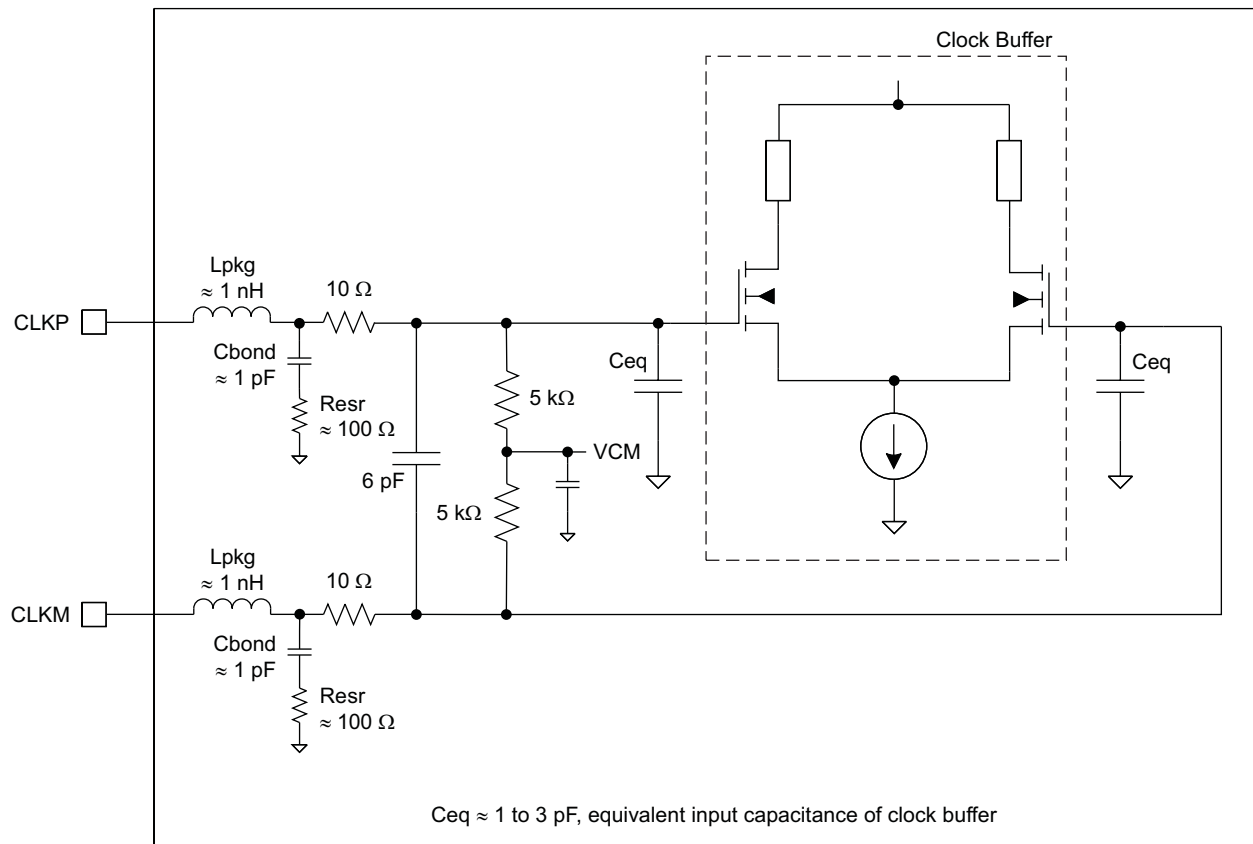 Clock Buffer
Lpkg
≈ 1 nH
10 Ω
CLKP
Cbond
≈ 1 pF
Resr
≈ 100 Ω
6 pF
5 kΩ
VCM
5 kΩ
Ceq
Ceq
Lpkg
≈ 1 nH
10 Ω
CLKM
Cbond
≈ 1 pF
Resr
≈ 100 Ω
Ceq ≈ 1 to 3 pF, equivalent input capacitance of clock buffer